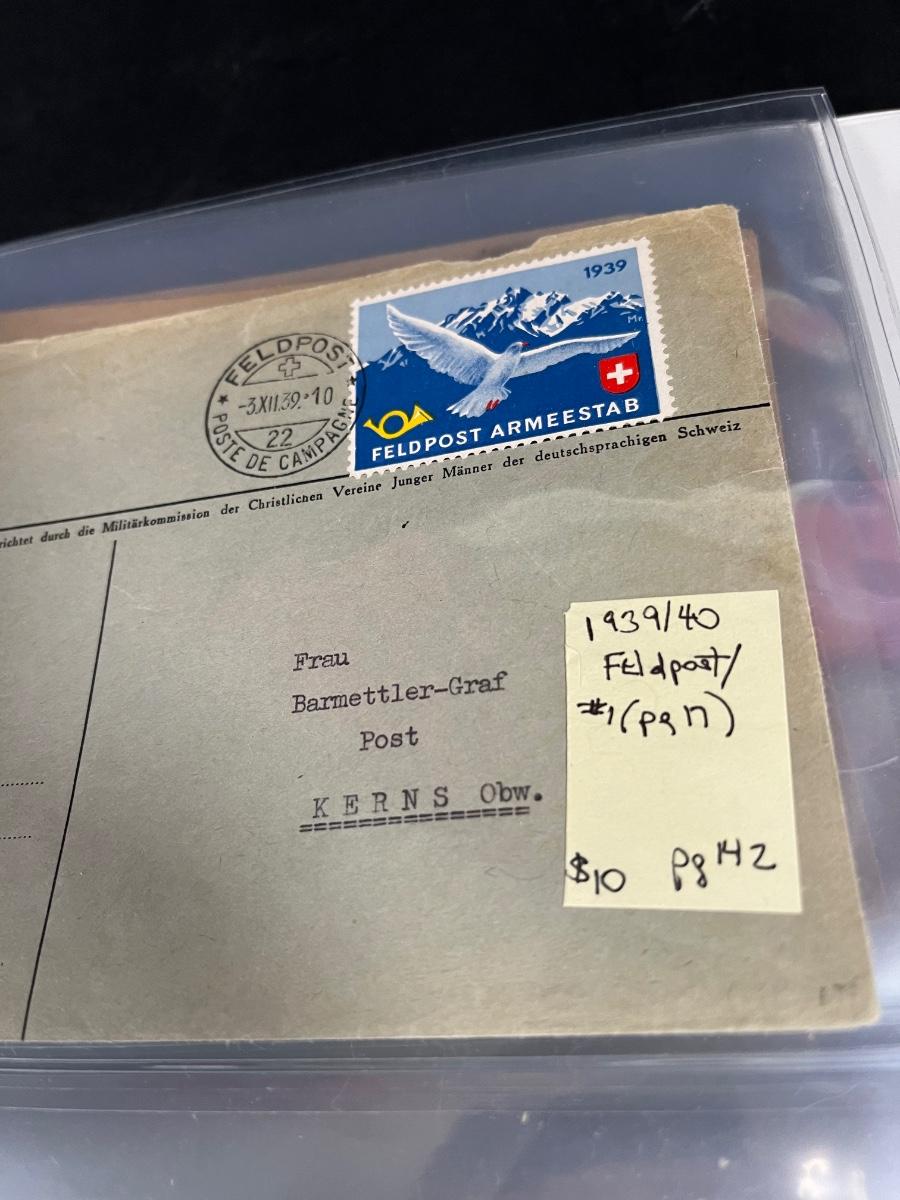 1939
Mr.
FELDPOST ARMEESTAB
FELDPOST
-3.XII.39.-10
22
POSTE DE CAMPAGNE
richtet durch die Militärkommission der Christlichen Vereine Junger Männer der deutschsprachigen Schweiz
Frau
Barmettler-Graf
Post
KERNS Obw.
1939/40
Feldpost/
#1 (pg 17)
$10 pg 142